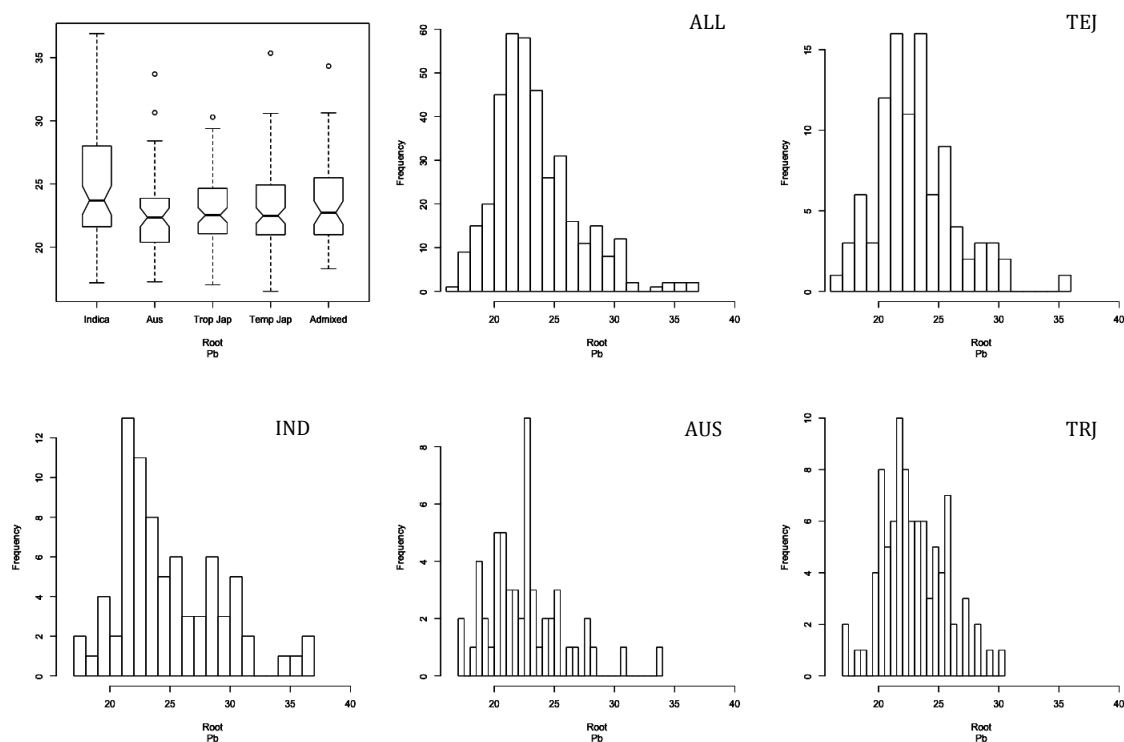 35
30
25
20
Indica Aus Trop Jap Temp Jap Admixed
Root
Pb
ALL
Frequency
60
50
40
30
20
10
0
20 25 30 35 40
Root
Pb
TEJ
Frequency
15
10
5
0
20 25 30 35 40
Root
Pb
IND
Frequency
12
10
8
6
4
2
0
20 25 30 35 40
Root
Pb
AUS
Frequency
8
6
4
2
0
20 25 30 35 40
Root
Pb
TRJ
Frequency
10
8
6
4
2
0
20 25 30 35 40
Root
Pb